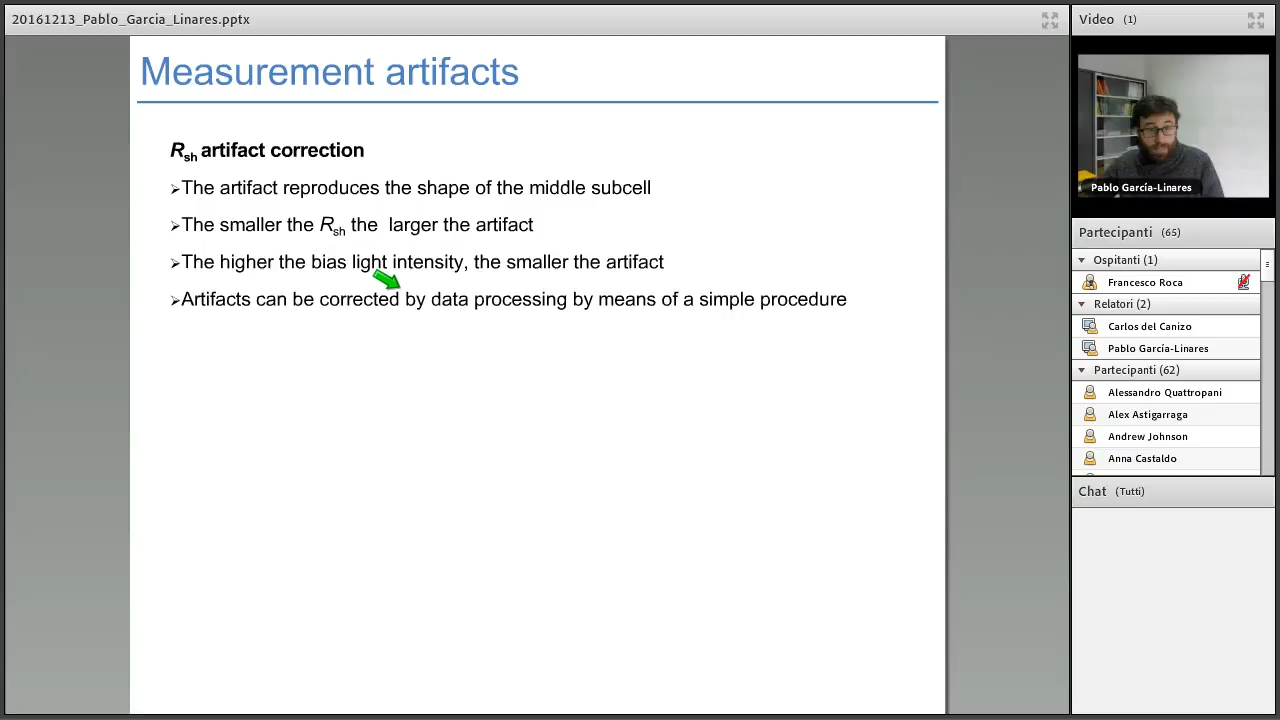 20161213_Pablo_Garcia_Linares.pptx
Measurement artifacts
Rsh artifact correction
➢The artifact reproduces the shape of the middle subcell
➢The smaller the Rsh the  larger the artifact
➢The higher the bias light intensity, the smaller the artifact
➢Artifacts can be corrected by data processing by means of a simple procedure
Video (1)
Pablo García-Linares
Partecipanti (65)
Ospitanti (1)
Francesco Roca
Relatori (2)
Carlos del Canizo
Pablo García-Linares
Partecipanti (62)
Alessandro Quattropani
Alex Astigarraga
Andrew Johnson
Anna Castaldo
Chat (Tutti)